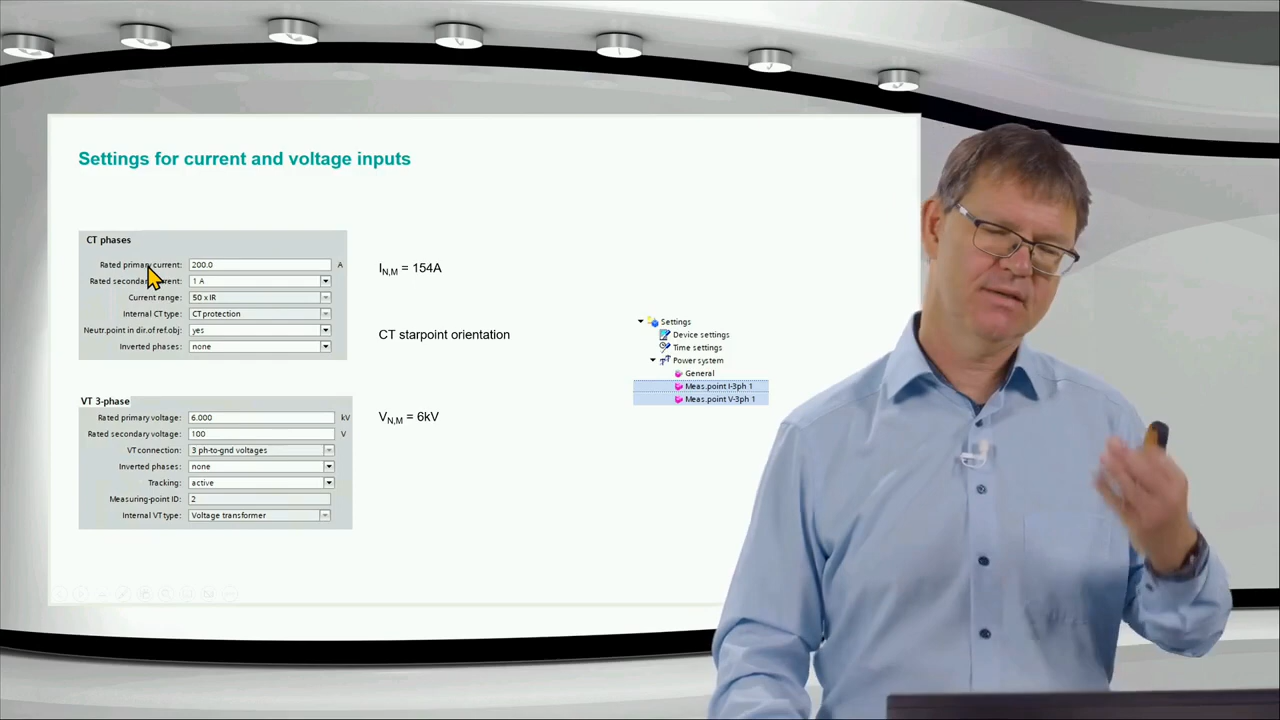 Settings for current and voltage inputs
CT phases
Rated primary current: 200.0 A
Rated secondary current: 1 A
Current range: 50 x IR
Internal CT type: CT protection
Neutr.point in dir.of ref.obj: yes
Inverted phases: none
IN,M = 154A
CT starpoint orientation
VT 3-phase
Rated primary voltage: 6.000 kV
Rated secondary voltage: 100 V
VT connection: 3 ph-to-gnd voltages
Inverted phases: none
Tracking: active
Measuring-point ID: 2
Internal VT type: Voltage transformer
VN,M = 6kV
Settings
Device settings
Time settings
Power system
General
Meas.point I-3ph 1
Meas.point V-3ph 1